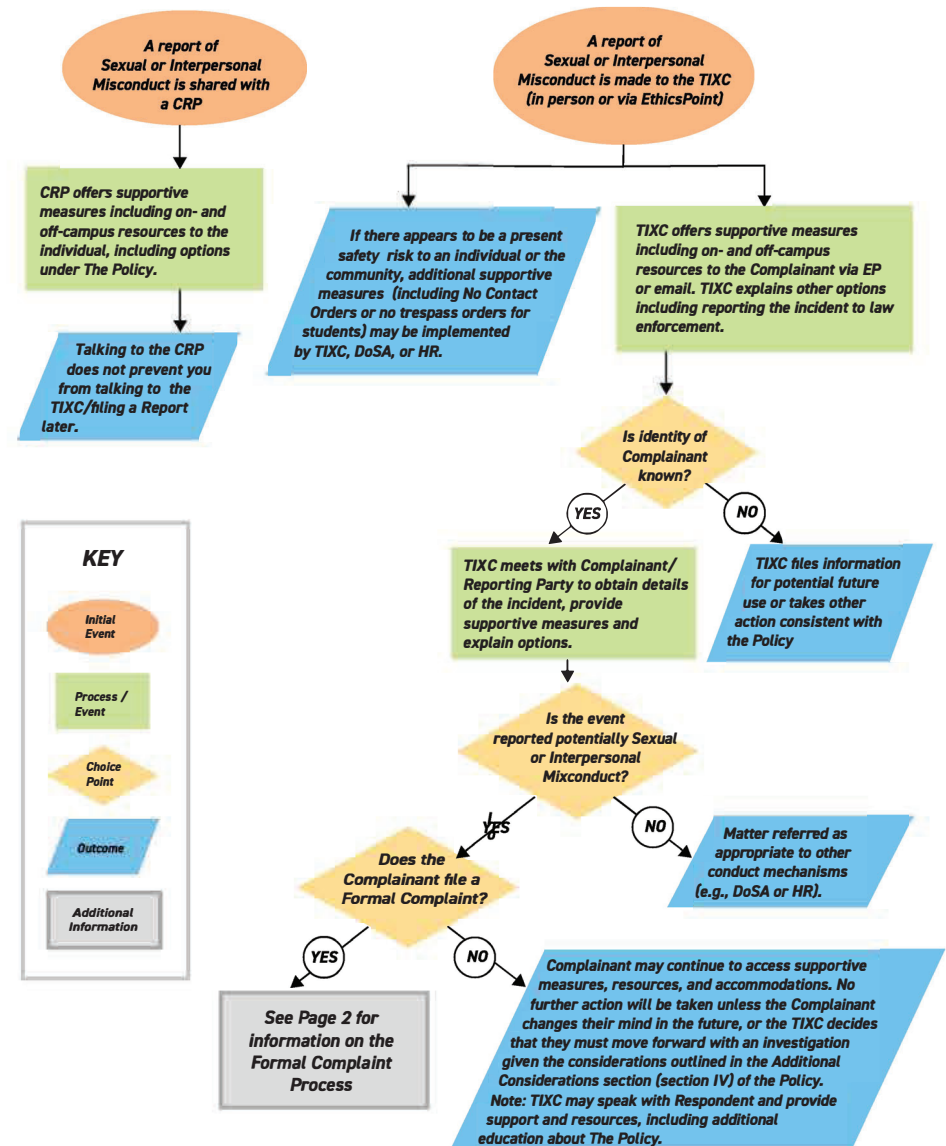 A report of
Sexual or Interpersonal
Misconduct is shared with
a CRP
CRP offers supportive
measures including on- and
off-campus resources to the
individual, including options
under The Policy.
Talking to the CRP
does not prevent you
from talking to the
TIXC/filing a Report
later.
A report of
Sexual or Interpersonal
Misconduct is made to the TIXC
(in person or via EthicsPoint)
If there appears to be a present
safety risk to an individual or the
community, additional supportive
measures (including No Contact
Orders or no trespass orders for
students) may be implemented
by TIXC, DoSA, or HR.
TIXC offers supportive measures
including on- and off-campus
resources to the Complainant via EP
or email. TIXC explains other options
including reporting the incident to law
enforcement.
Is identity of
Complainant
known?
YES
NO
TIXC meets with Complainant/
Reporting Party to obtain details
of the incident, provide
supportive measures and
explain options.
TIXC files information
for potential future
use or takes other
action consistent with
the Policy
Is the event
reported potentially Sexual
or Interpersonal
Mixconduct?
YES
NO
Matter referred as
appropriate to other
conduct mechanisms
(e.g., DoSA or HR).
Does the
Complainant file a
Formal Complaint?
YES
NO
See Page 2 for
information on the
Formal Complaint
Process
Complainant may continue to access supportive
measures, resources, and accommodations. No
further action will be taken unless the Complainant
changes their mind in the future, or the TIXC decides
that they must move forward with an investigation
given the considerations outlined in the Additional
Considerations section (section IV) of the Policy.
Note: TIXC may speak with Respondent and provide
support and resources, including additional
education about The Policy.
KEY
Initial
Event
Process /
Event
Choice
Point
Outcome
Additional
Information